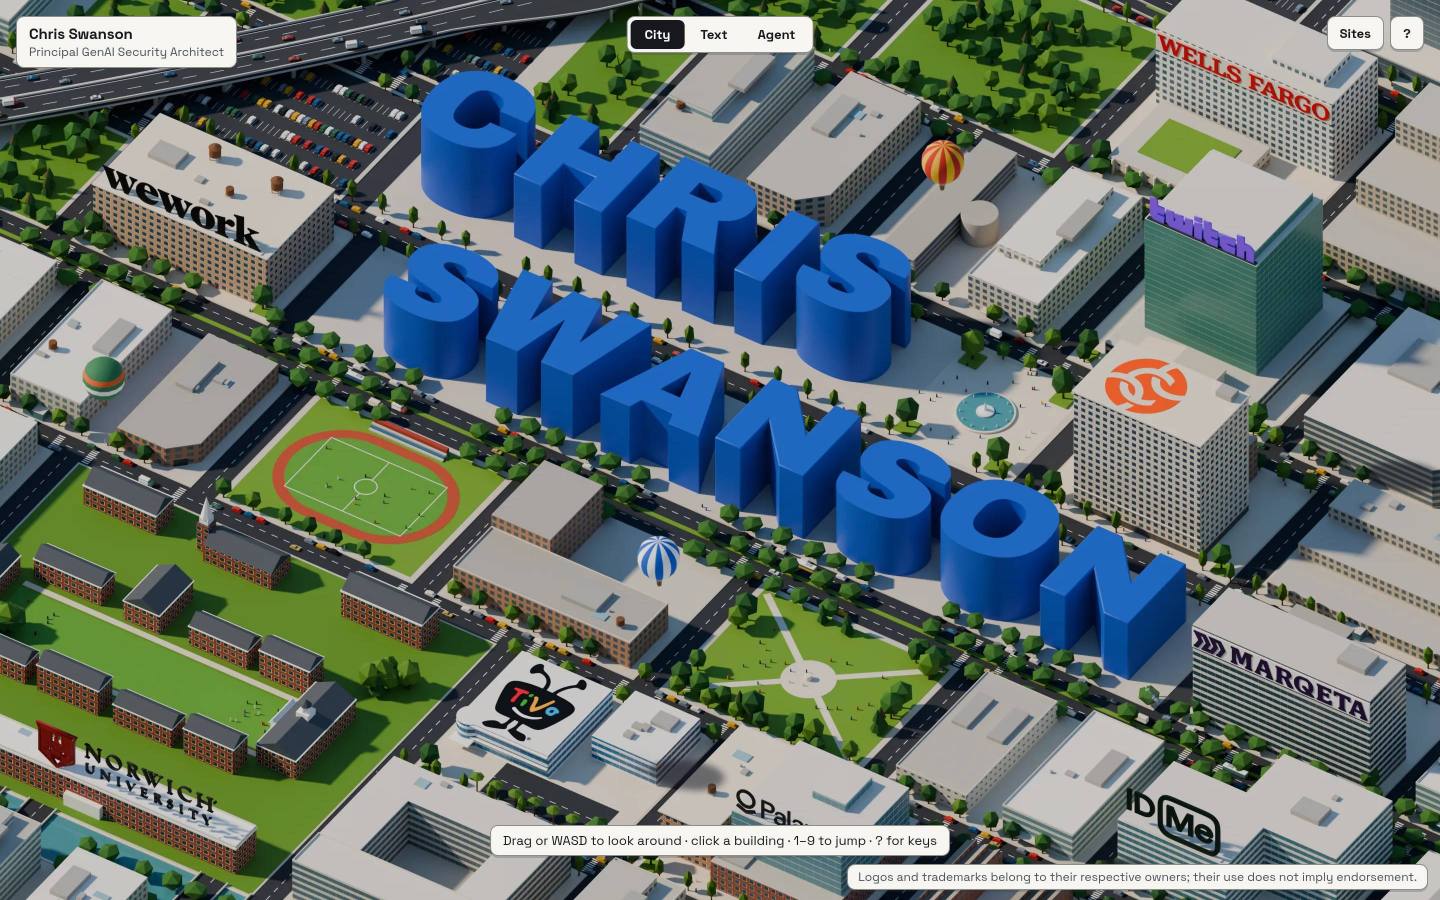 Chris Swanson
Principal GenAI Security Architect
City Text Agent
Sites ?
WELLS FARGO
CHRIS
SWANSON
wework
twitch
MARQETA
TiVo
NORWICH
UNIVERSITY
ID Me
Drag or WASD to look around · click a building · 1–9 to jump · ? for keys
Logos and trademarks belong to their respective owners; their use does not imply endorsement.